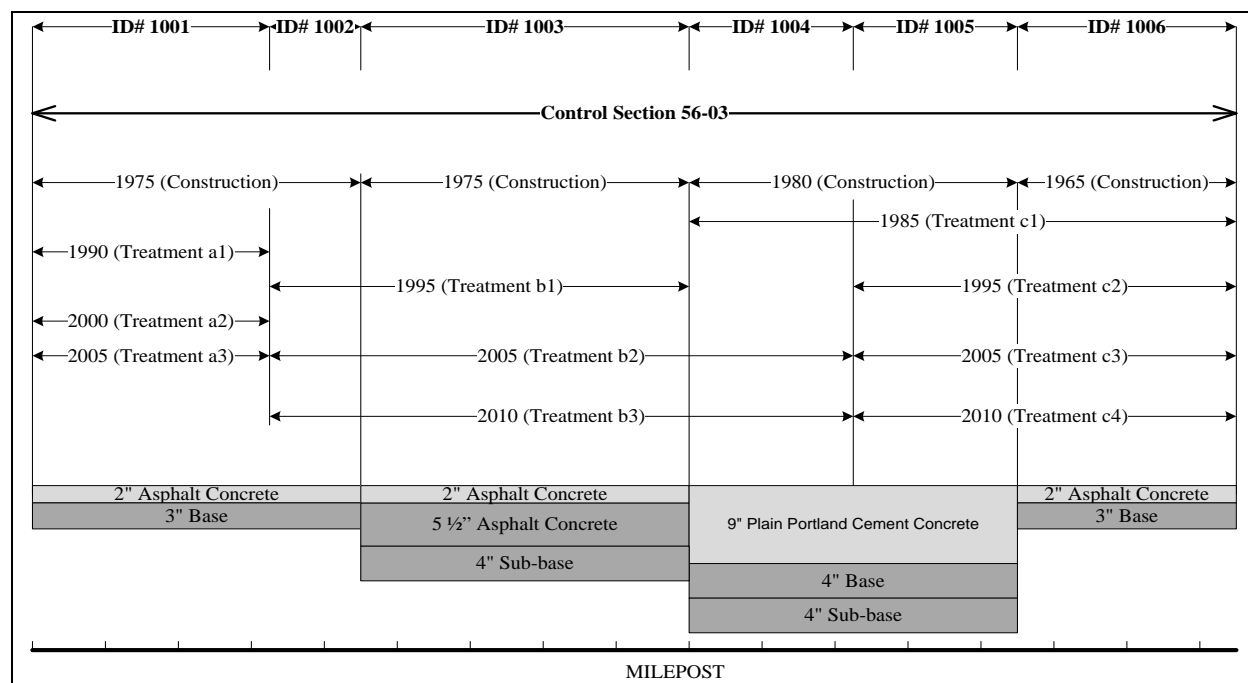 ID# 1001 ID# 1002 ID# 1003 ID# 1004 ID# 1005 ID# 1006
Control Section 56-03
1975 (Construction) 1975 (Construction) 1980 (Construction) 1965 (Construction)
1985 (Treatment c1)
1990 (Treatment a1)
1995 (Treatment b1) 1995 (Treatment c2)
2000 (Treatment a2)
2005 (Treatment a3) 2005 (Treatment b2) 2005 (Treatment c3)
2010 (Treatment b3) 2010 (Treatment c4)
2" Asphalt Concrete 2" Asphalt Concrete 2" Asphalt Concrete
3" Base 5 ½” Asphalt Concrete 9" Plain Portland Cement Concrete 3" Base
4" Sub-base 4" Base
4" Sub-base
MILEPOST